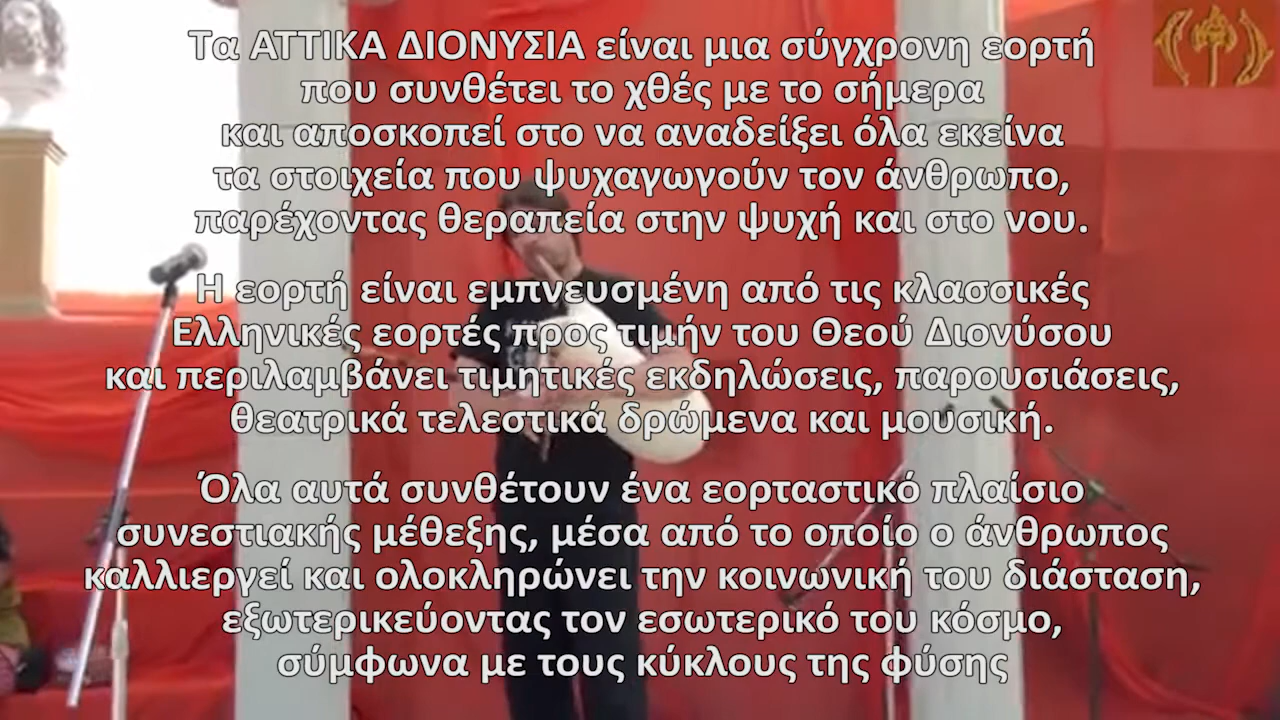 Τα ΑΤΤΙΚΑ ΔΙΟΝΥΣΙΑ είναι μια σύγχρονη εορτή
που συνθέτει το χθές με το σήμερα
και αποσκοπεί στο να αναδείξει όλα εκείνα
τα στοιχεία που ψυχαγωγούν τον άνθρωπο,
παρέχοντας θεραπεία στην ψυχή και στο νου.
Η εορτή είναι εμπνευσμένη από τις κλασσικές
Ελληνικές εορτές προς τιμήν του Θεού Διονύσου
και περιλαμβάνει τιμητικές εκδηλώσεις, παρουσιάσεις,
θεατρικά τελεστικά δρώμενα και μουσική.
Όλα αυτά συνθέτουν ένα εορταστικό πλαίσιο
συνεστιακής μέθεξης, μέσα από το οποίο ο άνθρωπος
καλλιεργεί και ολοκληρώνει την κοινωνική του διάσταση,
εξωτερικεύοντας τον εσωτερικό του κόσμο,
σύμφωνα με τους κύκλους της φύσης